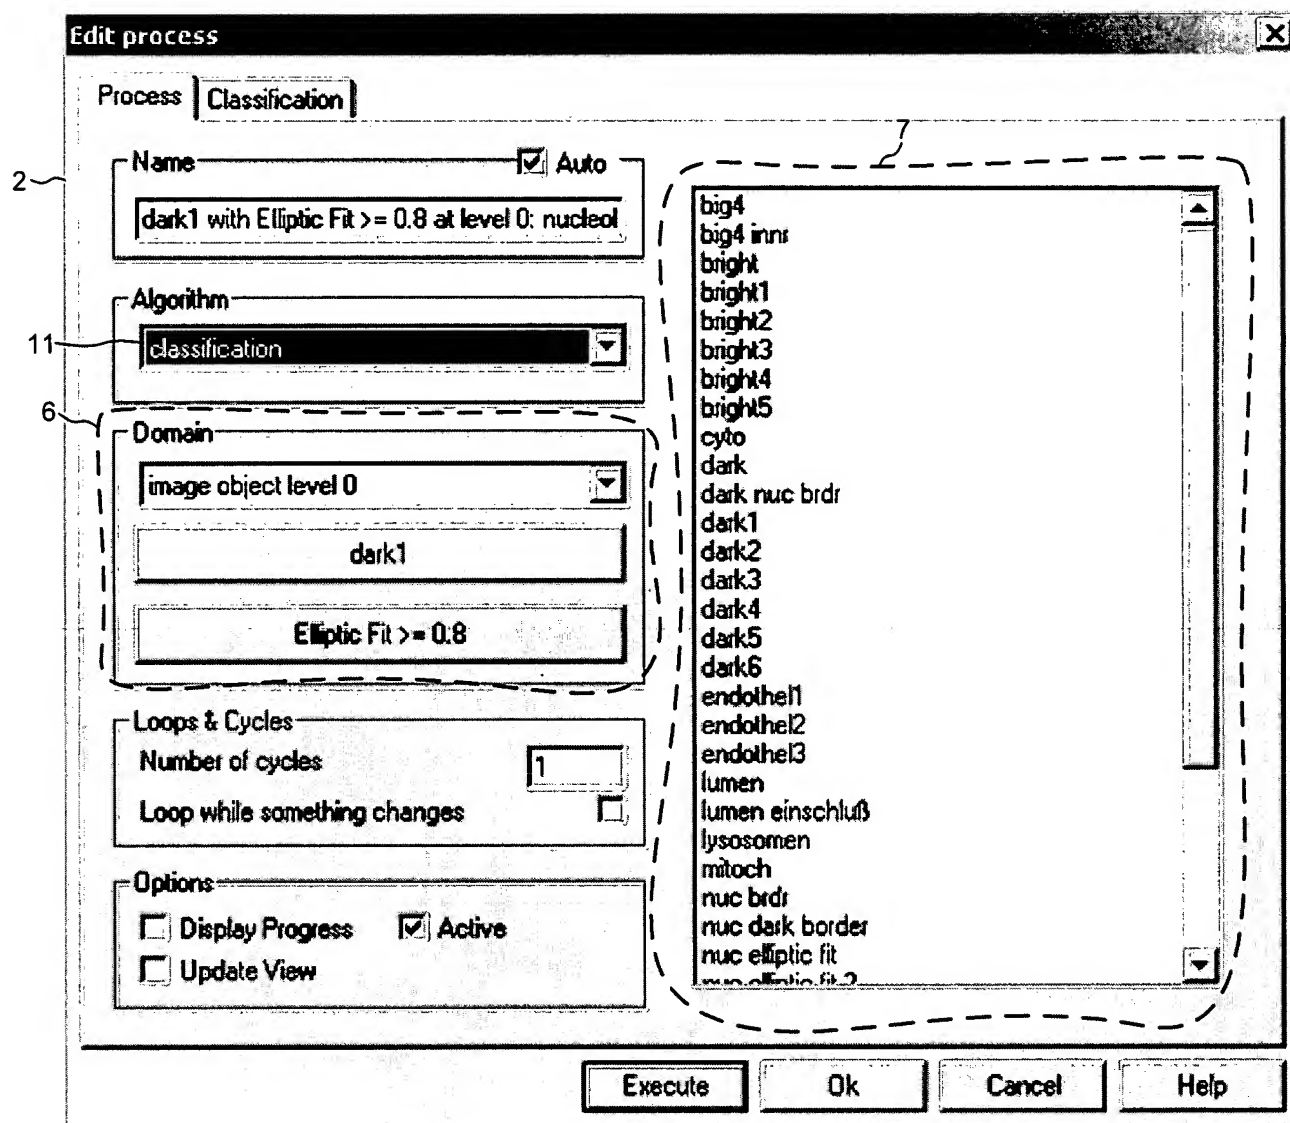 Edit process
Process
Classification
7
2
Name
Auto
dark1 with Elliptic Fit >= 0.8 at level 0: nucleol
Algorithm
11
classification
6
Domain
image object level 0
dark1
Elliptic Fit >= 0.8
Loops & Cycles
Number of cycles
1
Loop while something changes
Options
Display Progress
Active
Update View
big4
big4 innr
bright
bright1
bright2
bright3
bright4
bright5
cyto
dark
dark nuc brdr
dark1
dark2
dark3
dark4
dark5
dark6
endothel1
endothel2
endothel3
lumen
lumen einschluß
lysosomen
mitoch
nuc brdr
nuc dark border
nuc elliptic fit
nuc elliptic fit 2
Execute
Ok
Cancel
Help